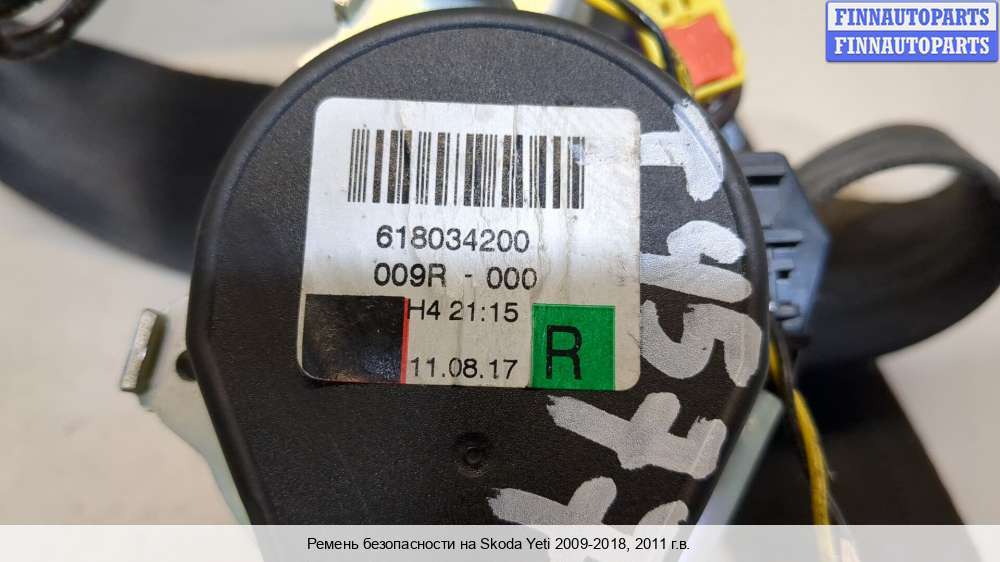 FINNAUTOPARTS
FINNAUTOPARTS
618034200
009R - 000
H4 21:15
11.08.17
R
Ремень безопасности на Skoda Yeti 2009-2018, 2011 г.в.